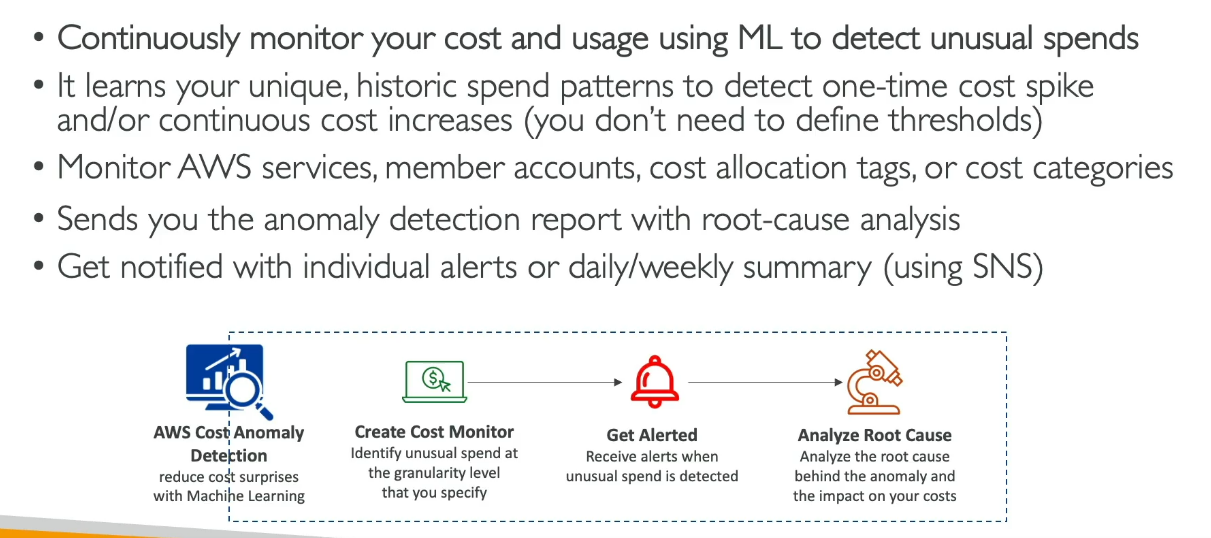 • Continuously monitor your cost and usage using ML to detect unusual spends
• It learns your unique, historic spend patterns to detect one-time cost spike
and/or continuous cost increases (you don’t need to define thresholds)
• Monitor AWS services, member accounts, cost allocation tags, or cost categories
• Sends you the anomaly detection report with root-cause analysis
• Get notified with individual alerts or daily/weekly summary (using SNS)
$
AWS Cost Anomaly
Detection
reduce cost surprises
with Machine Learning
Create Cost Monitor
Identify unusual spend at
the granularity level
that you specify
Get Alerted
Receive alerts when
unusual spend is detected
Analyze Root Cause
Analyze the root cause
behind the anomaly and
the impact on your costs